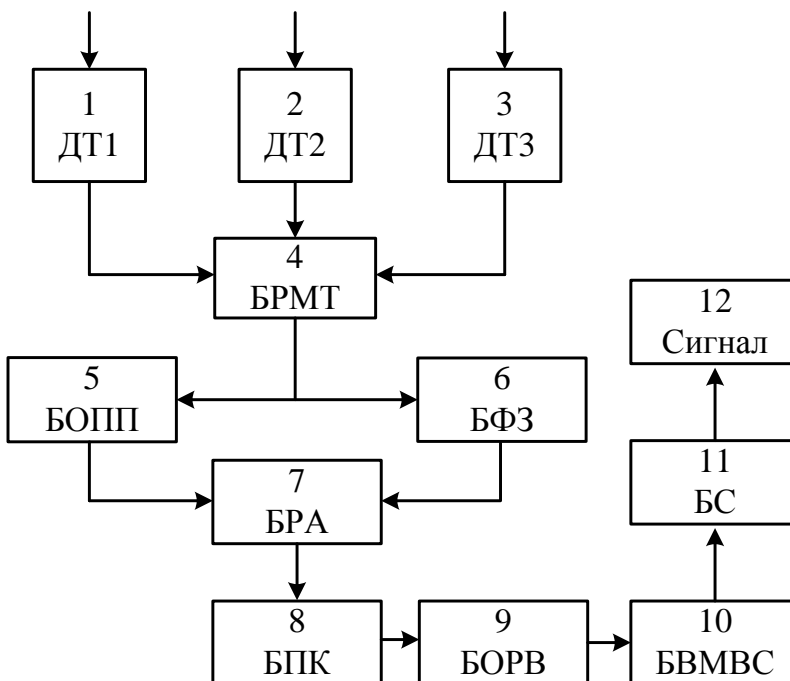 1
ДТ1
2
ДТ2
3
ДТ3
4
БРМТ
5
БОПП
6
БФЗ
7
БРА
8
БПК
9
БОРВ
10
БВМВС
11
БС
12
Сигнал